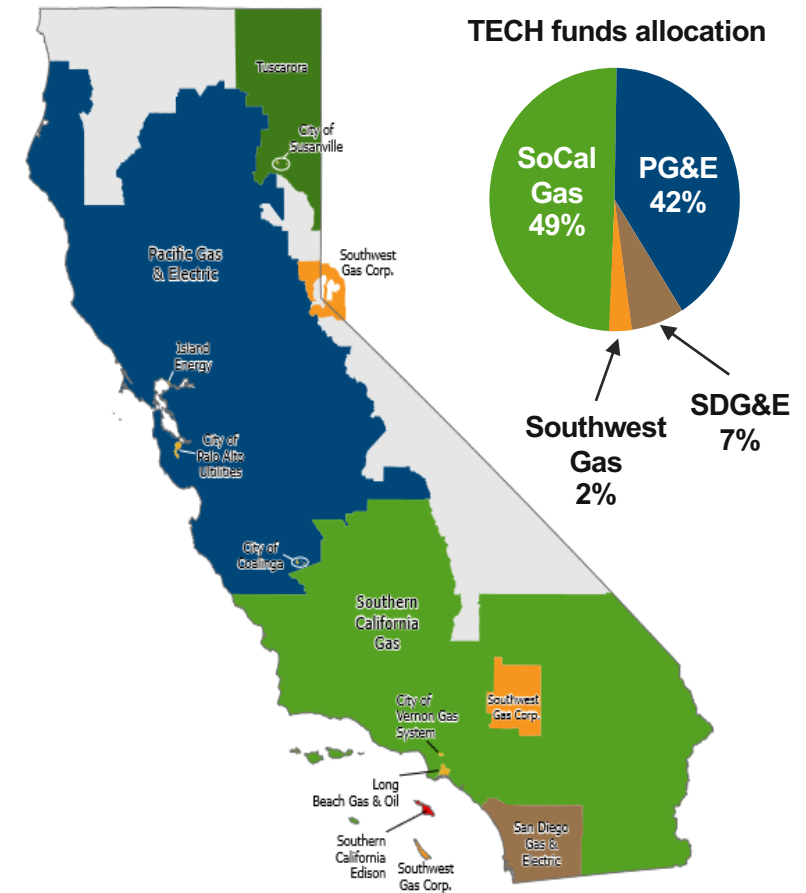 TECH funds allocation
SoCal
Gas
49%
PG&E
42%
SDG&E
7%
Southwest
Gas
2%
Tuscarora
City of
Susanville
Pacific Gas
& Electric
Southwest
Gas Corp.
Island
Energy
City of
Palo Alto
Utilities
City of
Coalinga
Southern
California
Gas
Southwest
Gas Corp.
City of
Vernon Gas
System
Long
Beach Gas & Oil
Southern
California
Edison
Southwest
Gas Corp.
San Diego
Gas &
Electric